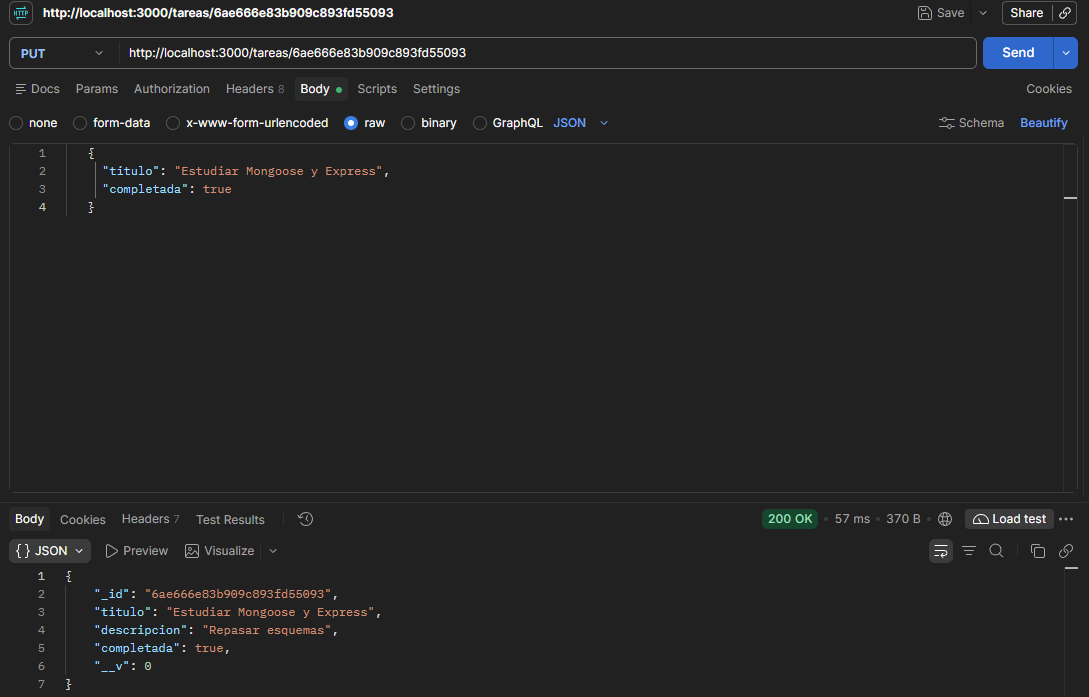 HTTP http://localhost:3000/tareas/6ae666e83b909c893fd55093 Save Share
PUT http://localhost:3000/tareas/6ae666e83b909c893fd55093 Send
Docs Params Authorization Headers 8 Body Scripts Settings Cookies
none form-data x-www-form-urlencoded raw binary GraphQL JSON Schema Beautify
1 {
2 "titulo": "Estudiar Mongoose y Express",
3 "completada": true
4 }
Body Cookies Headers 7 Test Results 200 OK 57 ms 370 B Load test
{} JSON Preview Visualize
1 {
2 "_id": "6ae666e83b909c893fd55093",
3 "titulo": "Estudiar Mongoose y Express",
4 "descripcion": "Repasar esquemas",
5 "completada": true,
6 "__v": 0
7 }